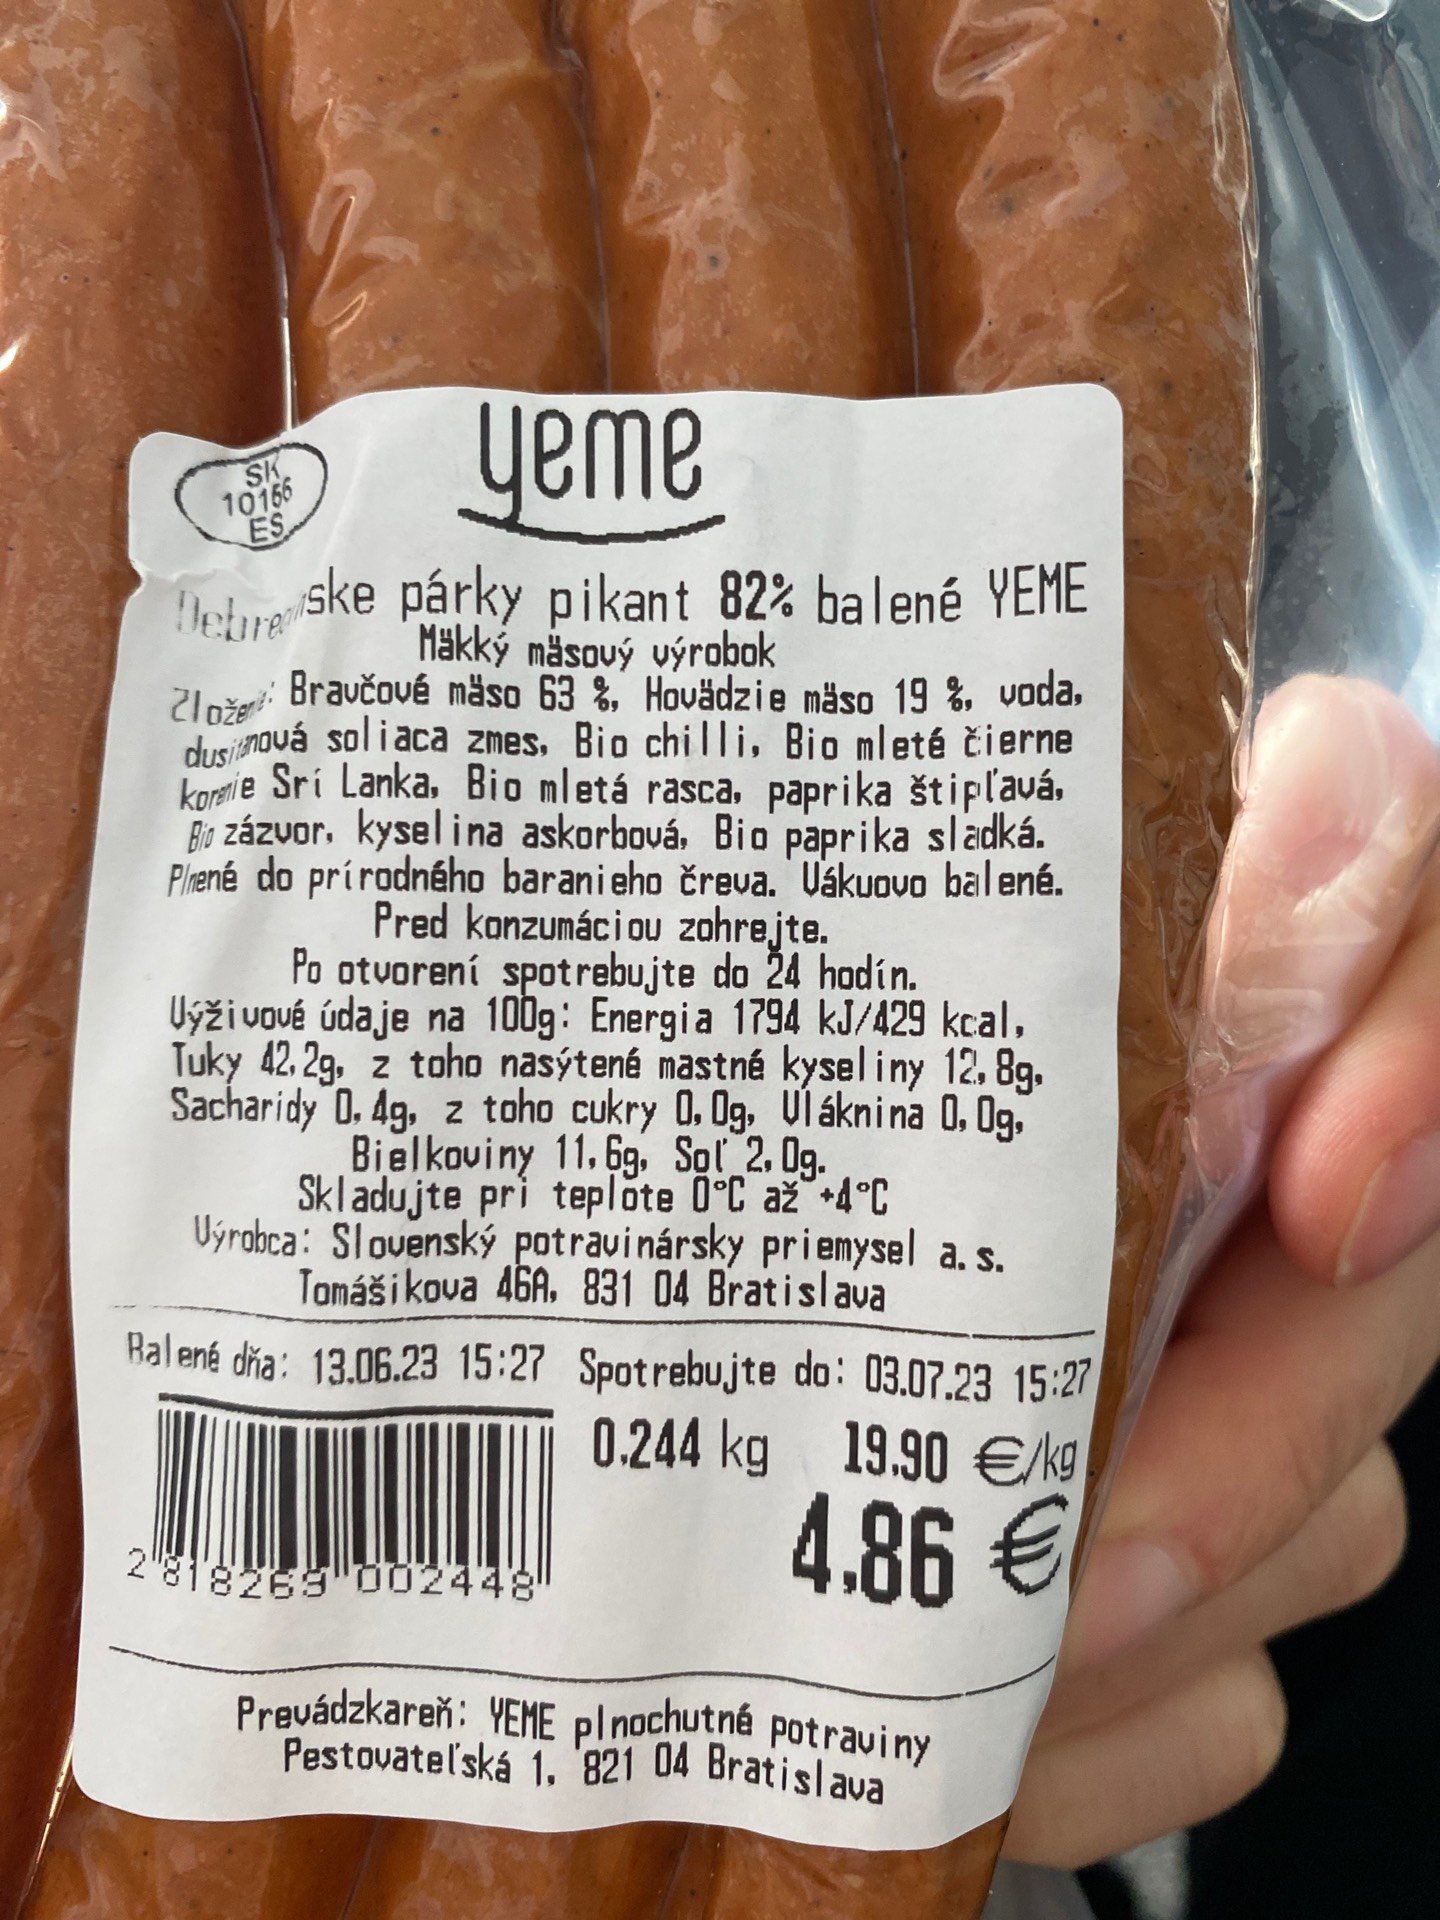 yeme
SK
10166
ES
Debrecínske párky pikant 82% balené YEME
Mäkký mäsový výrobok
Zloženie: Bravčové mäso 63 %, Hovädzie mäso 19 %, voda,
dusitanová soliaca zmes, Bio chilli, Bio mleté čierne
korenie Srí Lanka, Bio mletá rasca, paprika štipľavá,
Bio zázvor, kyselina askorbová, Bio paprika sladká.
Plnené do prírodného baranieho čreva. Vákuovo balené.
Pred konzumáciou zohrejte.
Po otvorení spotrebujte do 24 hodín.
Výživové údaje na 100g: Energia 1794 kJ/429 kcal,
Tuky 42,2g, z toho nasýtené mastné kyseliny 12,8g,
Sacharidy 0,4g, z toho cukry 0,0g, Vláknina 0,0g,
Bielkoviny 11,6g, Soľ 2,0g.
Skladujte pri teplote 0°C až +4°C
Výrobca: Slovenský potravinársky priemysel a.s.
Tomášikova 46A, 831 04 Bratislava
Balené dňa: 13.06.23 15:27 Spotrebujte do: 03.07.23 15:27
0.244 kg 19.90 €/kg
4,86 €
2 818269 002448
Prevádzkareň: YEME plnochutné potraviny
Pestovateľská 1, 821 04 Bratislava